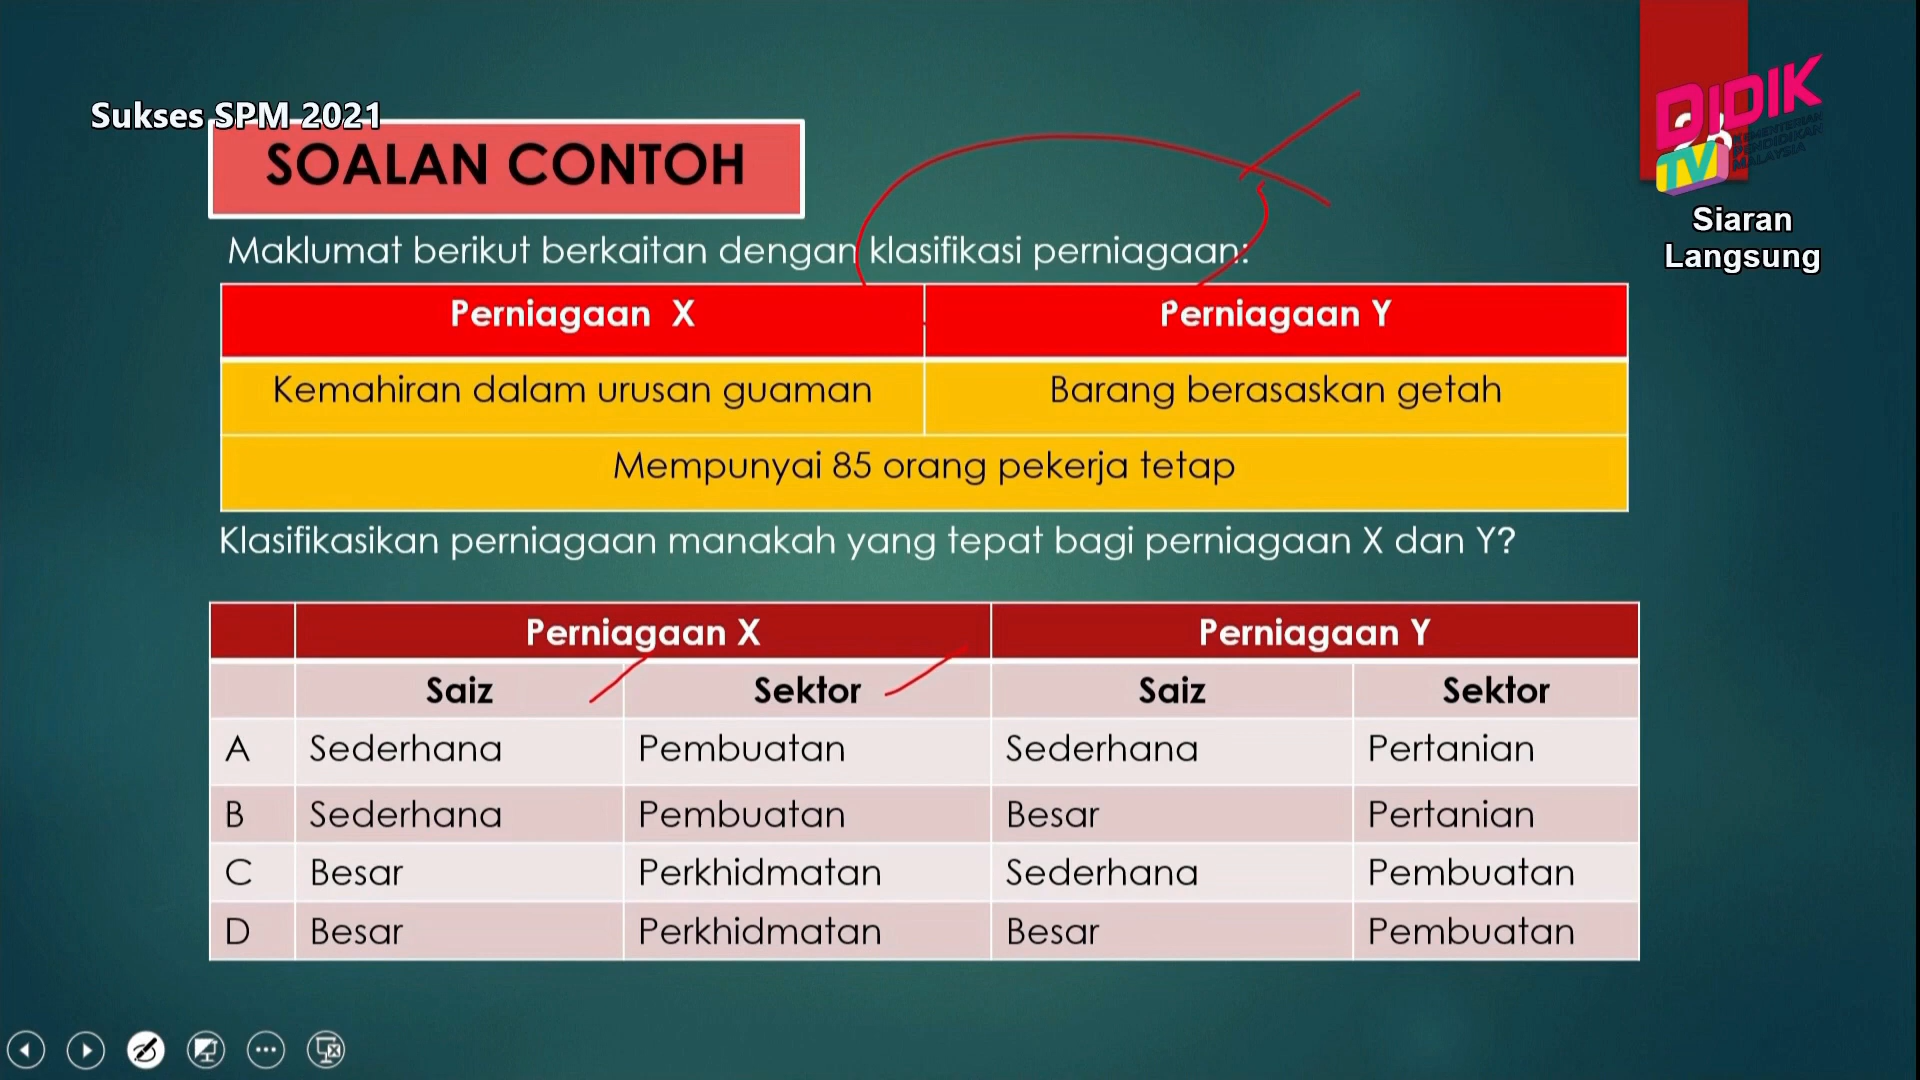 Sukses SPM 2021
SOALAN CONTOH
DIDIK
TV
KEMENTERIAN
PENDIDIKAN
MALAYSIA
Siaran
Langsung
Maklumat berikut berkaitan dengan klasifikasi perniagaan:
Perniagaan X Perniagaan Y
Kemahiran dalam urusan guaman Barang berasaskan getah
Mempunyai 85 orang pekerja tetap
Klasifikasikan perniagaan manakah yang tepat bagi perniagaan X dan Y?
Perniagaan X Perniagaan Y
Saiz Sektor Saiz Sektor
A Sederhana Pembuatan Sederhana Pertanian
B Sederhana Pembuatan Besar Pertanian
C Besar Perkhidmatan Sederhana Pembuatan
D Besar Perkhidmatan Besar Pembuatan